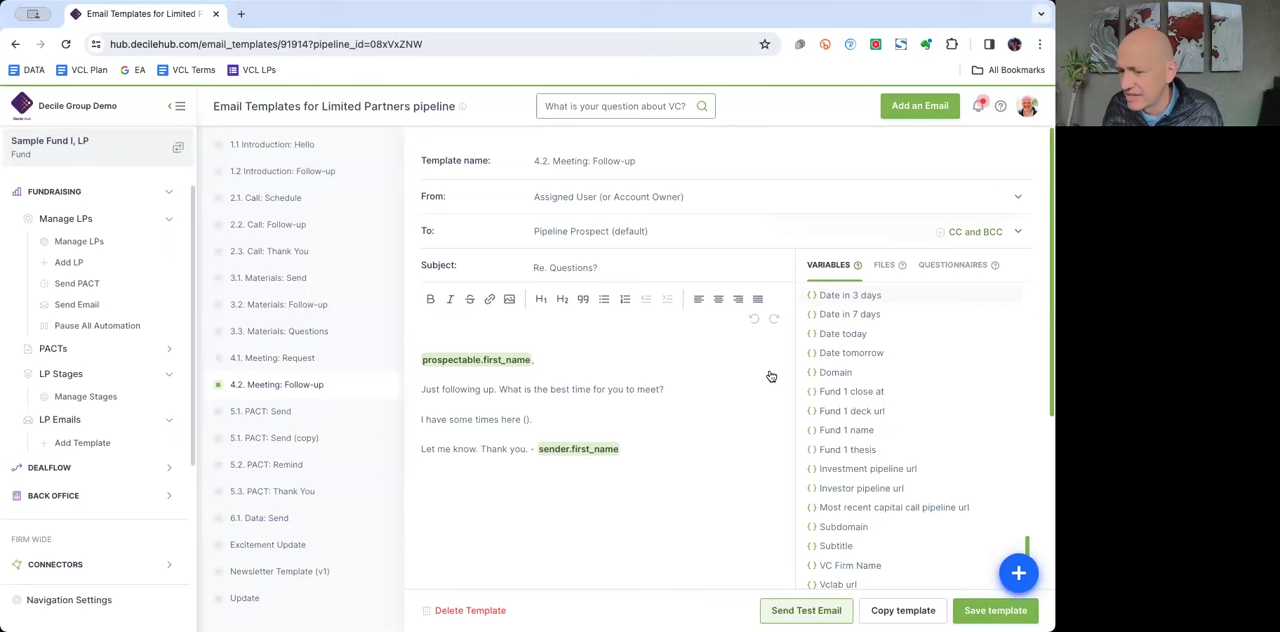 Email Templates for Limited P
hub.decilehub.com/email_templates/91914?pipeline_id=08xVxZNW
DATA
VCL Plan
EA
VCL Terms
VCL LPs
All Bookmarks
Decile Group Demo
Email Templates for Limited Partners pipeline
What is your question about VC?
Add an Email
Sample Fund I, LP
Fund
FUNDRAISING
Manage LPs
Manage LPs
Add LP
Send PACT
Send Email
Pause All Automation
PACTs
LP Stages
Manage Stages
LP Emails
Add Template
DEALFLOW
BACK OFFICE
FIRM WIDE
CONNECTORS
Navigation Settings
1.1 Introduction: Hello
1.2 Introduction: Follow-up
2.1. Call: Schedule
2.2. Call: Follow-up
2.3. Call: Thank You
3.1. Materials: Send
3.2. Materials: Follow-up
3.3. Materials: Questions
4.1. Meeting: Request
4.2. Meeting: Follow-up
5.1. PACT: Send
5.1. PACT: Send (copy)
5.2. PACT: Remind
5.3. PACT: Thank You
6.1. Data: Send
Excitement Update
Newsletter Template (v1)
Update
Template name: 4.2. Meeting: Follow-up
From: Assigned User (or Account Owner)
To: Pipeline Prospect (default) CC and BCC
Subject: Re. Questions?
B I S H1 H2
prospectable.first_name,
Just following up. What is the best time for you to meet?
I have some times here ().
Let me know. Thank you. - sender.first_name
VARIABLES FILES QUESTIONNAIRES
{} Date in 3 days
{} Date in 7 days
{} Date today
{} Date tomorrow
{} Domain
{} Fund 1 close at
{} Fund 1 deck url
{} Fund 1 name
{} Fund 1 thesis
{} Investment pipeline url
{} Investor pipeline url
{} Most recent capital call pipeline url
{} Subdomain
{} Subtitle
{} VC Firm Name
{} Vclab url
Delete Template
Send Test Email
Copy template
Save template